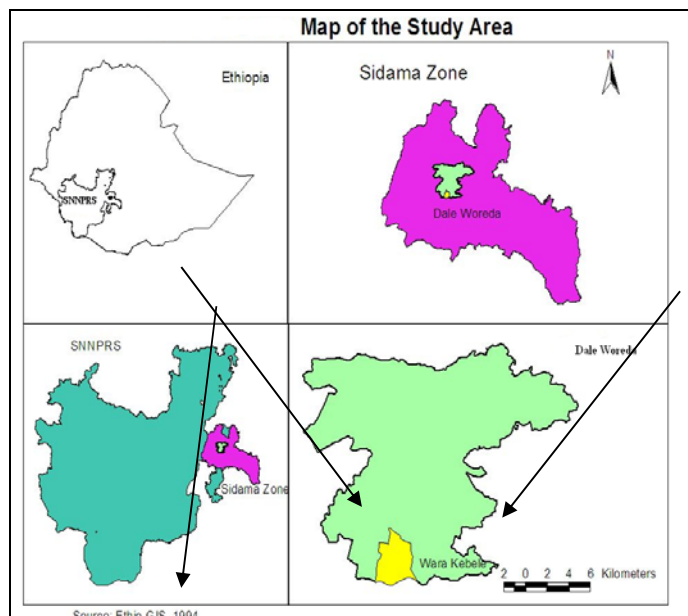 Map of the Study Area
Ethiopia
SNNPRS
Sidama Zone
N
Dale Woreda
SNNPRS
Sidama Zone
Dale Woreda
Wara Kebele
2 0 2 4 6 Kilometers
Source: Ethio-GIS, 1994